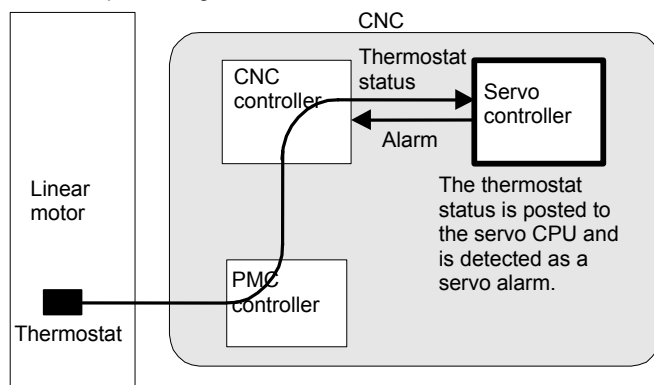 CNC
Thermostat
status
CNC
controller
Servo
controller
Alarm
Linear
motor
The thermostat
status is posted to
the servo CPU and
is detected as a
servo alarm.
PMC
controller
Thermostat